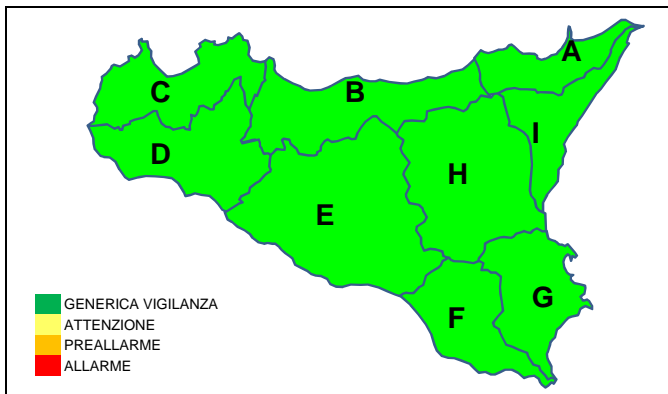 A
B
C
I
D
H
E
G
F
GENERICA VIGILANZA
ATTENZIONE
PREALLARME
ALLARME